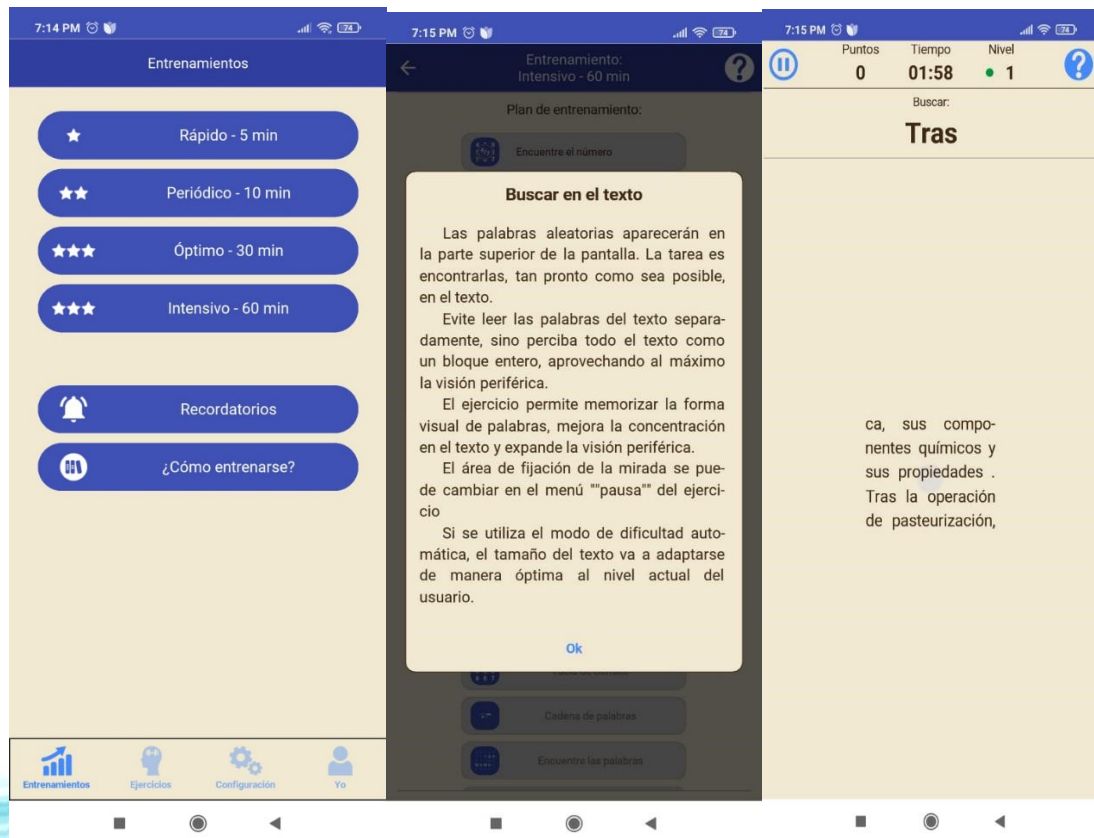 7:14 PM
74
Entrenamientos
Rápido - 5 min
Periódico - 10 min
Óptimo - 30 min
Intensivo - 60 min
Recordatorios
¿Cómo entrenarse?
Entrenamientos
Ejercicios
Configuración
Yo
7:15 PM
74
Entrenamiento:
Intensivo - 60 min
?
Plan de entrenamiento:
Encuentre el número
Buscar en el texto
Las palabras aleatorias aparecerán en
la parte superior de la pantalla. La tarea es
encontrarlas, tan pronto como sea posible,
en el texto.
Evite leer las palabras del texto separa-
damente, sino perciba todo el texto como
un bloque entero, aprovechando al máximo
la visión periférica.
El ejercicio permite memorizar la forma
visual de palabras, mejora la concentración
en el texto y expande la visión periférica.
El área de fijación de la mirada se pue-
de cambiar en el menú ""pausa"" del ejerci-
cio
Si se utiliza el modo de dificultad auto-
mática, el tamaño del texto va a adaptarse
de manera óptima al nivel actual del
usuario.
Ok
Cadena de palabras
Encuentre las palabras
7:15 PM
74
Puntos Tiempo Nivel
0 01:58 1
?
Buscar:
Tras
ca, sus compo-
nentes químicos y
sus propiedades .
Tras la operación
de pasteurización,